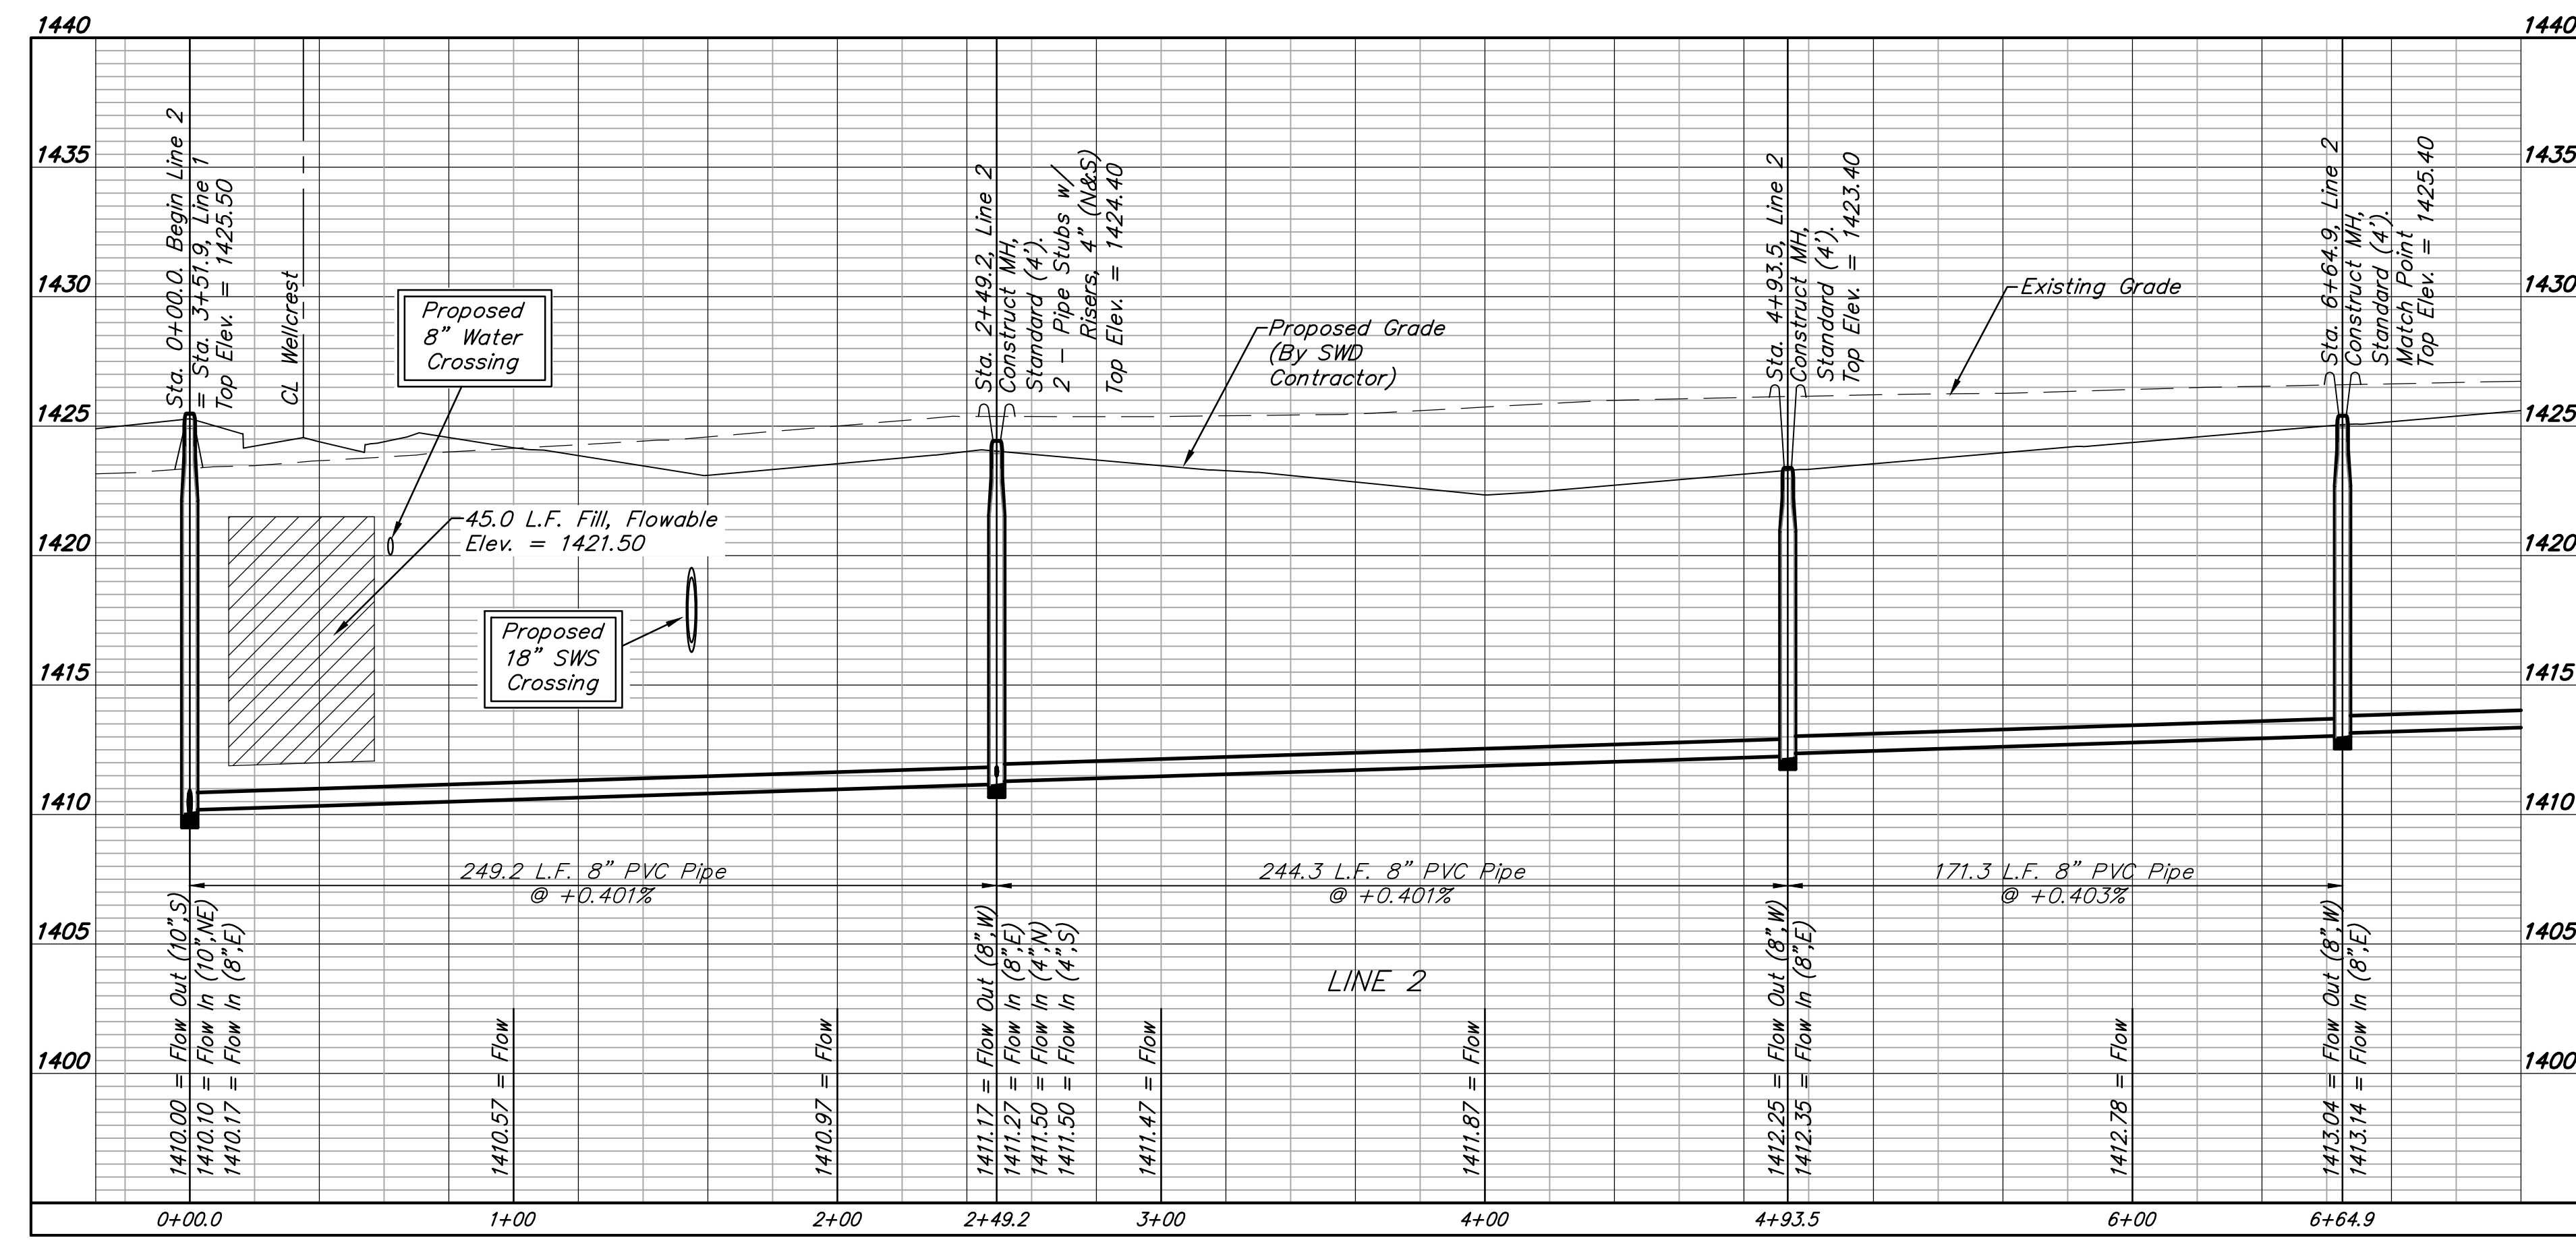 1440
1440
1435
1435
1430
1430
1425
1425
1420
1420
1415
1415
1410
1410
1405
1405
1400
1400
Sta. 0+00.0. Begin Line 2
= Sta. 3+51.9, Line 1
Top Elev. = 1425.50
CL Wellcrest
Proposed
8" Water
Crossing
45.0 L.F. Fill, Flowable
Elev. = 1421.50
Proposed
18" SWS
Crossing
Sta. 2+49.2, Line 2
Construct MH,
Standard (4').
2 - Pipe Stubs w/
Risers, 4" (N&S)
Top Elev. = 1424.40
Proposed Grade
(By SWD
Contractor)
Sta. 4+93.5, Line 2
Construct MH,
Standard (4').
Top Elev. = 1423.40
Existing Grade
Sta. 6+64.9, Line 2
Construct MH,
Standard (4').
Match Point
Top Elev. = 1425.40
249.2 L.F. 8" PVC Pipe
@ +0.401%
244.3 L.F. 8" PVC Pipe
@ +0.401%
171.3 L.F. 8" PVC Pipe
@ +0.403%
LINE 2
1410.00 = Flow Out (10",S)
1410.10 = Flow In (10",NE)
1410.17 = Flow In (8",E)
1410.57 = Flow
1410.97 = Flow
1411.17 = Flow Out (8",W)
1411.27 = Flow In (8",E)
1411.50 = Flow In (4",N)
1411.50 = Flow In (4",S)
1411.47 = Flow
1411.87 = Flow
1412.25 = Flow Out (8",W)
1412.35 = Flow In (8",E)
1412.78 = Flow
1413.04 = Flow Out (8",W)
1413.14 = Flow In (8",E)
0+00.0
1+00
2+00
2+49.2
3+00
4+00
4+93.5
6+00
6+64.9